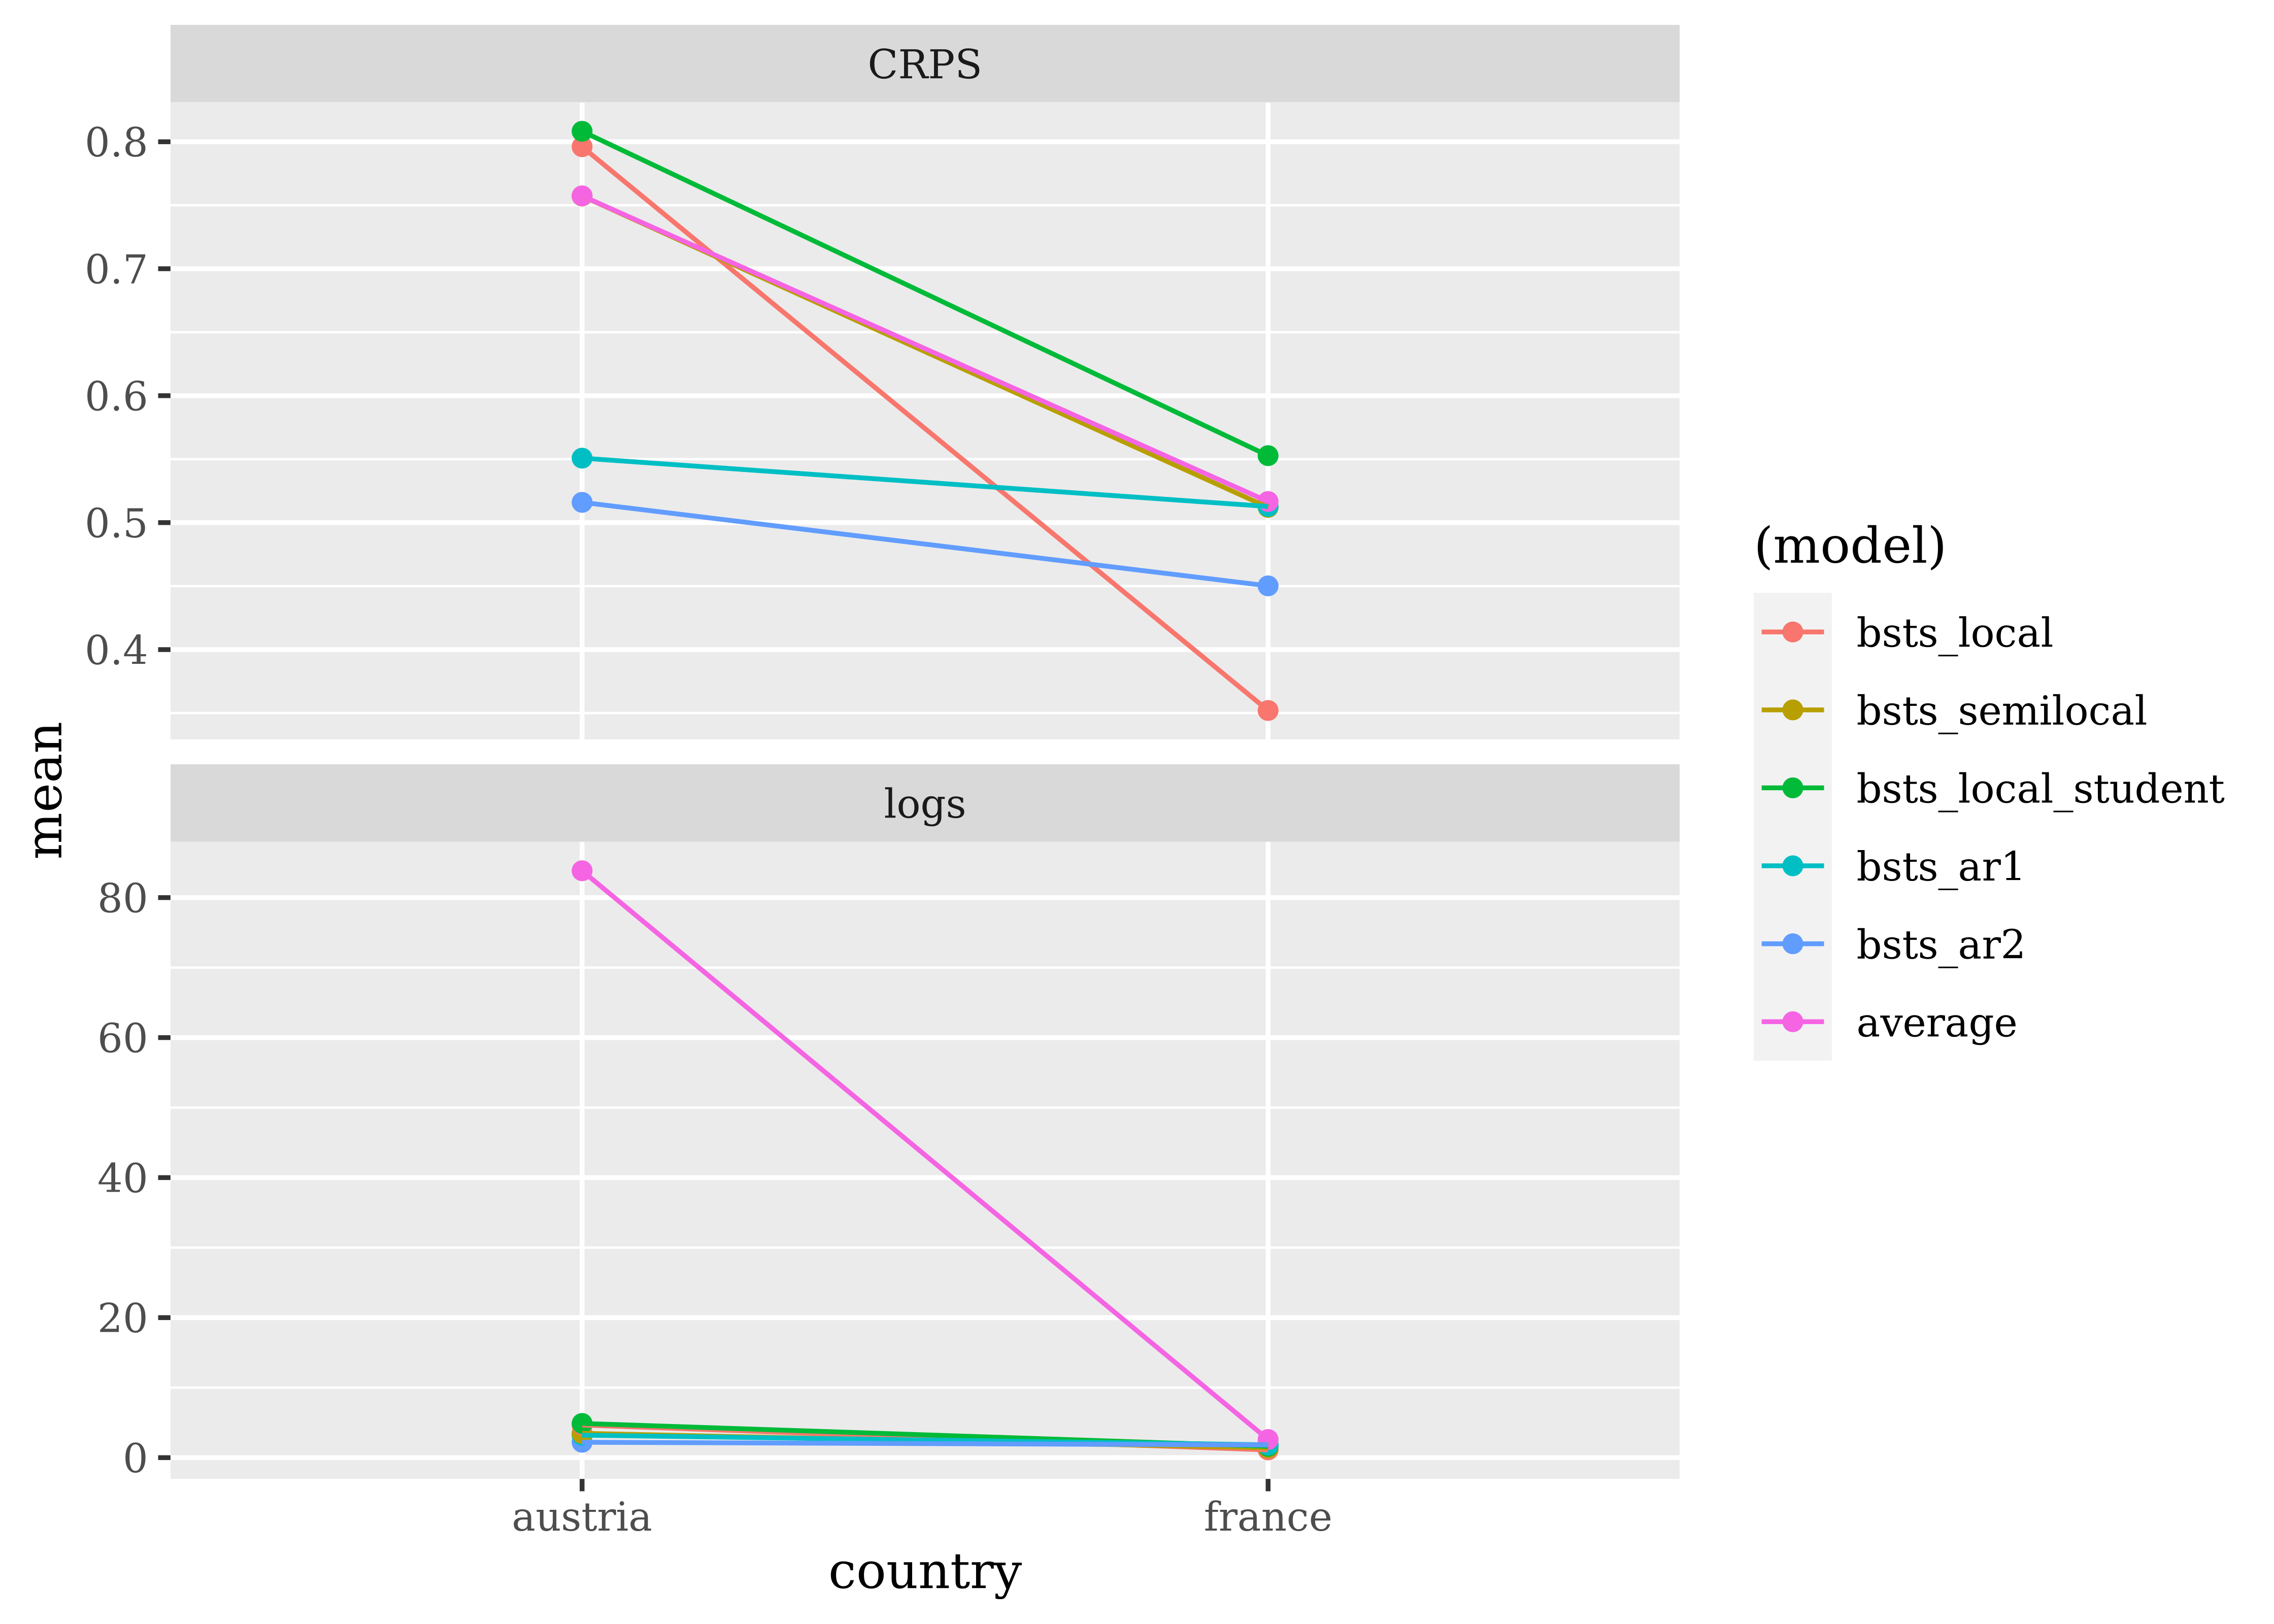 CRPS
0.8
0.7
0.6
0.5
0.4
mean
logs
80
60
40
20
0
austria france
country
(model)
bsts_local
bsts_semilocal
bsts_local_student
bsts_ar1
bsts_ar2
average